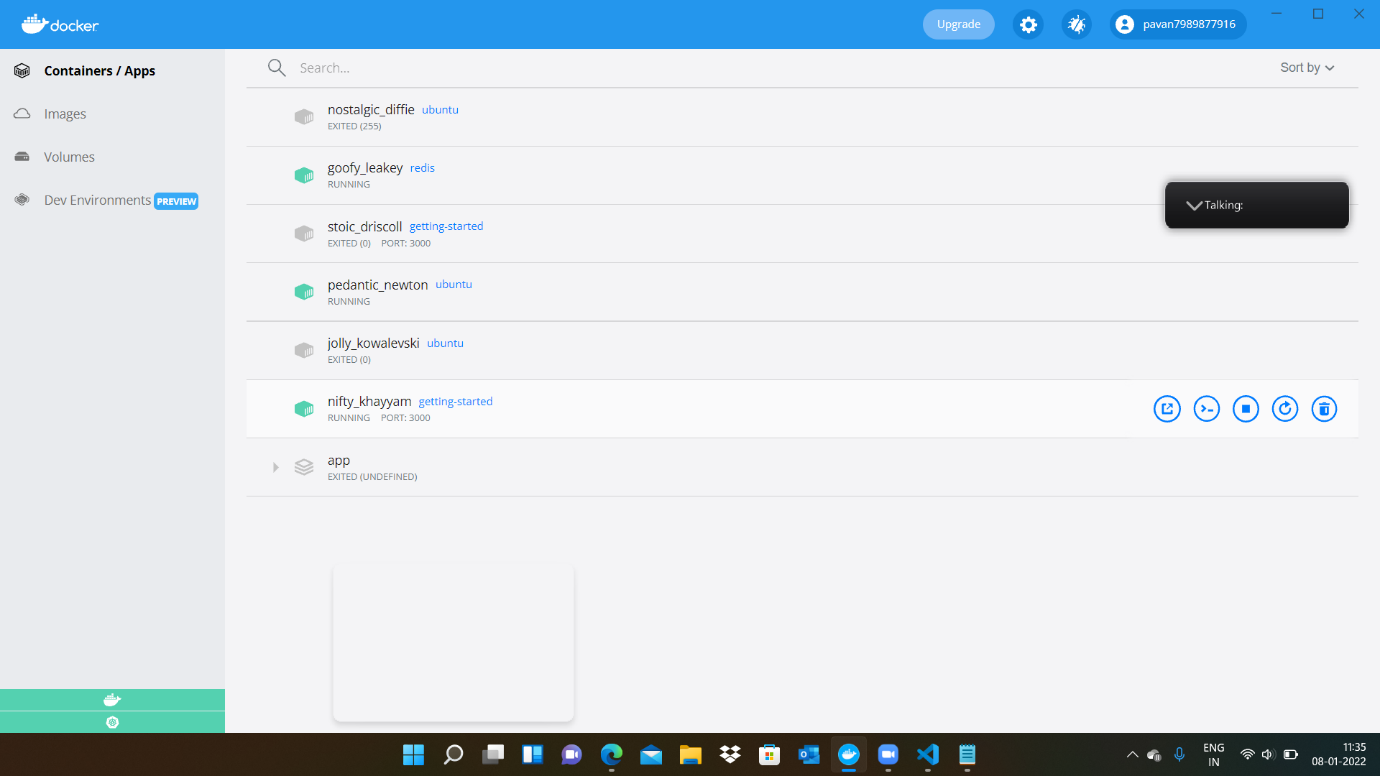 docker
Upgrade
pavan7989877916
Containers / Apps
Images
Volumes
Dev Environments PREVIEW
Search...
Sort by
nostalgic_diffie ubuntu
EXITED (255)
goofy_leakey redis
RUNNING
Talking:
stoic_driscoll getting-started
EXITED (0) PORT: 3000
pedantic_newton ubuntu
RUNNING
jolly_kowalevski ubuntu
EXITED (0)
nifty_khayyam getting-started
RUNNING PORT: 3000
app
EXITED (UNDEFINED)
ENG
IN
11:35
08-01-2022